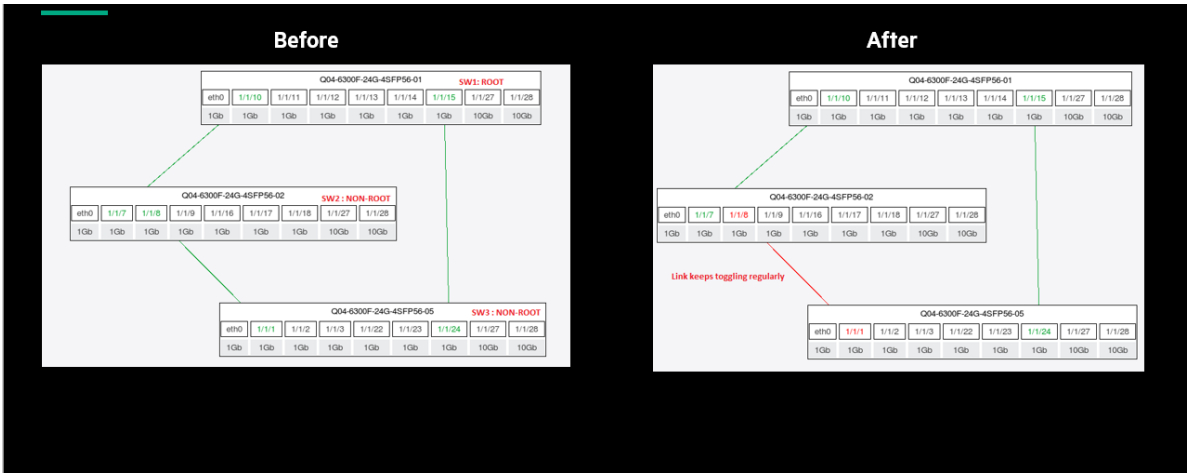 Before
After
Q04-6300F-24G-4SFP56-01
SW1: ROOT
eth0 1/1/10 1/1/11 1/1/12 1/1/13 1/1/14 1/1/15 1/1/27 1/1/28
1Gb 1Gb 1Gb 1Gb 1Gb 1Gb 1Gb 10Gb 10Gb
Q04-6300F-24G-4SFP56-02
SW2 : NON-ROOT
eth0 1/1/7 1/1/8 1/1/9 1/1/16 1/1/17 1/1/18 1/1/27 1/1/28
1Gb 1Gb 1Gb 1Gb 1Gb 1Gb 1Gb 10Gb 10Gb
Q04-6300F-24G-4SFP56-05
SW3 : NON-ROOT
eth0 1/1/1 1/1/2 1/1/3 1/1/22 1/1/23 1/1/24 1/1/27 1/1/28
1Gb 1Gb 1Gb 1Gb 1Gb 1Gb 1Gb 10Gb 10Gb
Q04-6300F-24G-4SFP56-01
eth0 1/1/10 1/1/11 1/1/12 1/1/13 1/1/14 1/1/15 1/1/27 1/1/28
1Gb 1Gb 1Gb 1Gb 1Gb 1Gb 1Gb 10Gb 10Gb
Q04-6300F-24G-4SFP56-02
eth0 1/1/7 1/1/8 1/1/9 1/1/16 1/1/17 1/1/18 1/1/27 1/1/28
1Gb 1Gb 1Gb 1Gb 1Gb 1Gb 1Gb 10Gb 10Gb
Link keeps toggling regularly
Q04-6300F-24G-4SFP56-05
eth0 1/1/1 1/1/2 1/1/3 1/1/22 1/1/23 1/1/24 1/1/27 1/1/28
1Gb 1Gb 1Gb 1Gb 1Gb 1Gb 1Gb 10Gb 10Gb